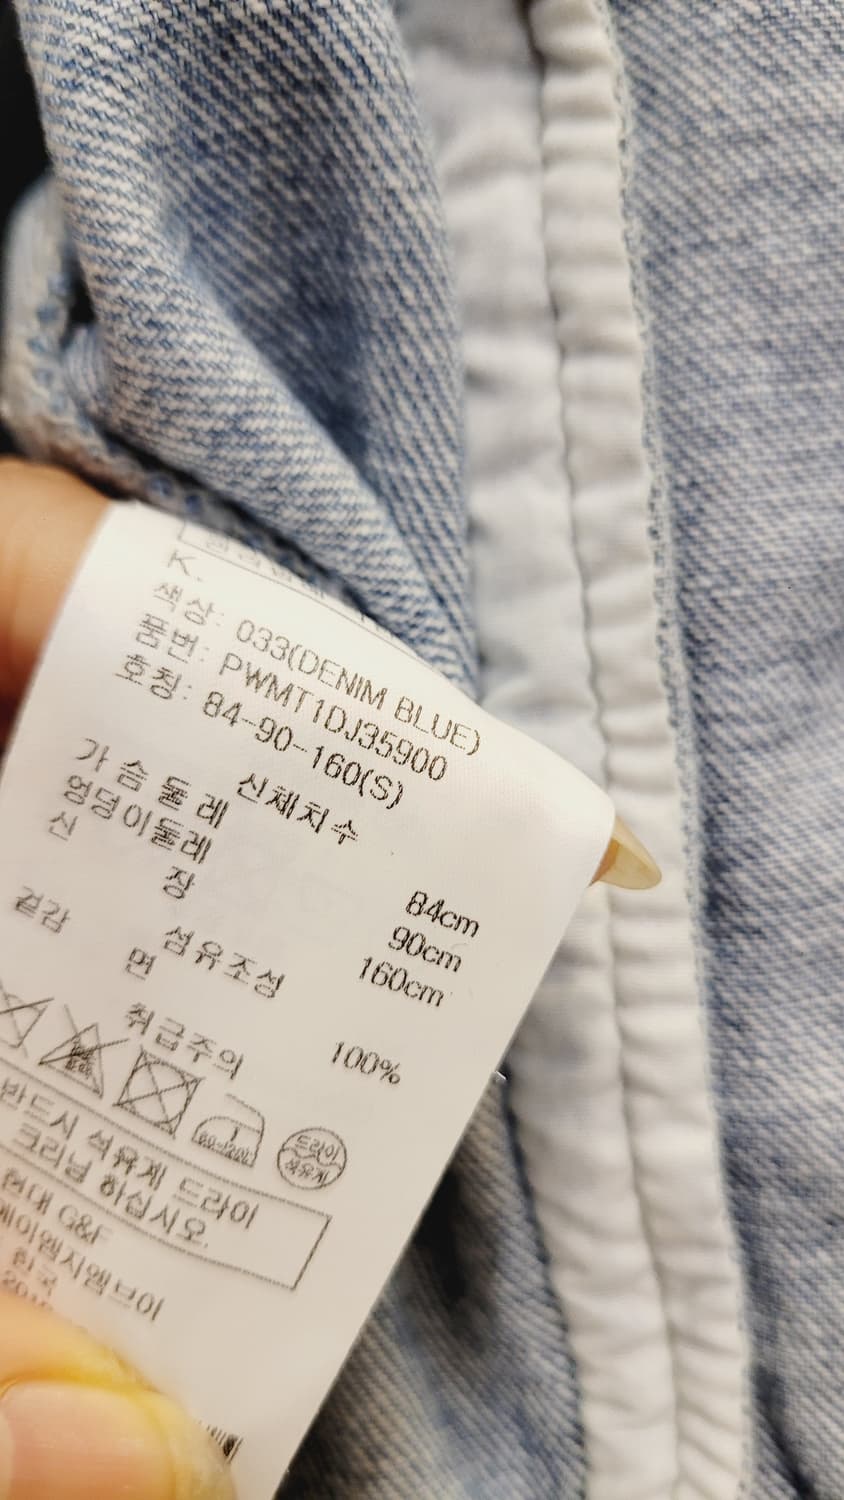 K.
색상: 033(DENIM BLUE)
품번: PWMT1DJ35900
호칭: 84-90-160(S)
신체치수
가슴둘레 84cm
엉덩이둘레 90cm
신장 160cm
섬유조성
겉감 면 100%
취급주의
드라이
석유계
반드시 석유계 드라이
크리닝 하십시오.
현대 G&F
한국